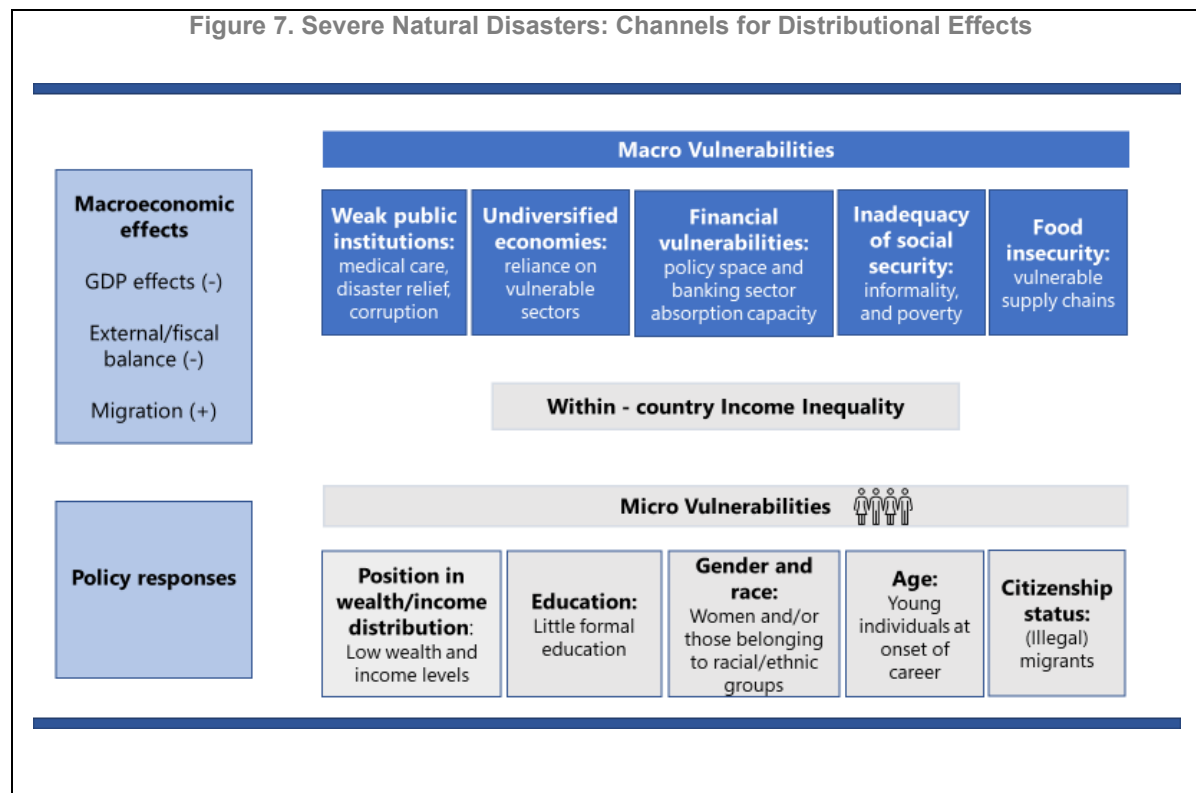 Figure 7. Severe Natural Disasters: Channels for Distributional Effects
Macroeconomic
effects
GDP effects (-)
External/fiscal
balance (-)
Migration (+)
Policy responses
Macro Vulnerabilities
Weak public
institutions:
medical care,
disaster relief,
corruption
Undiversified
economies:
reliance on
vulnerable
sectors
Financial
vulnerabilities:
policy space and
banking sector
absorption capacity
Inadequacy
of social
security:
informality,
and poverty
Food
insecurity:
vulnerable
supply chains
Within - country Income Inequality
Micro Vulnerabilities
Position in
wealth/income
distribution:
Low wealth and
income levels
Education:
Little formal
education
Gender and
race:
Women and/or
those belonging
to racial/ethnic
groups
Age:
Young
individuals at
onset of
career
Citizenship
status:
(Illegal)
migrants